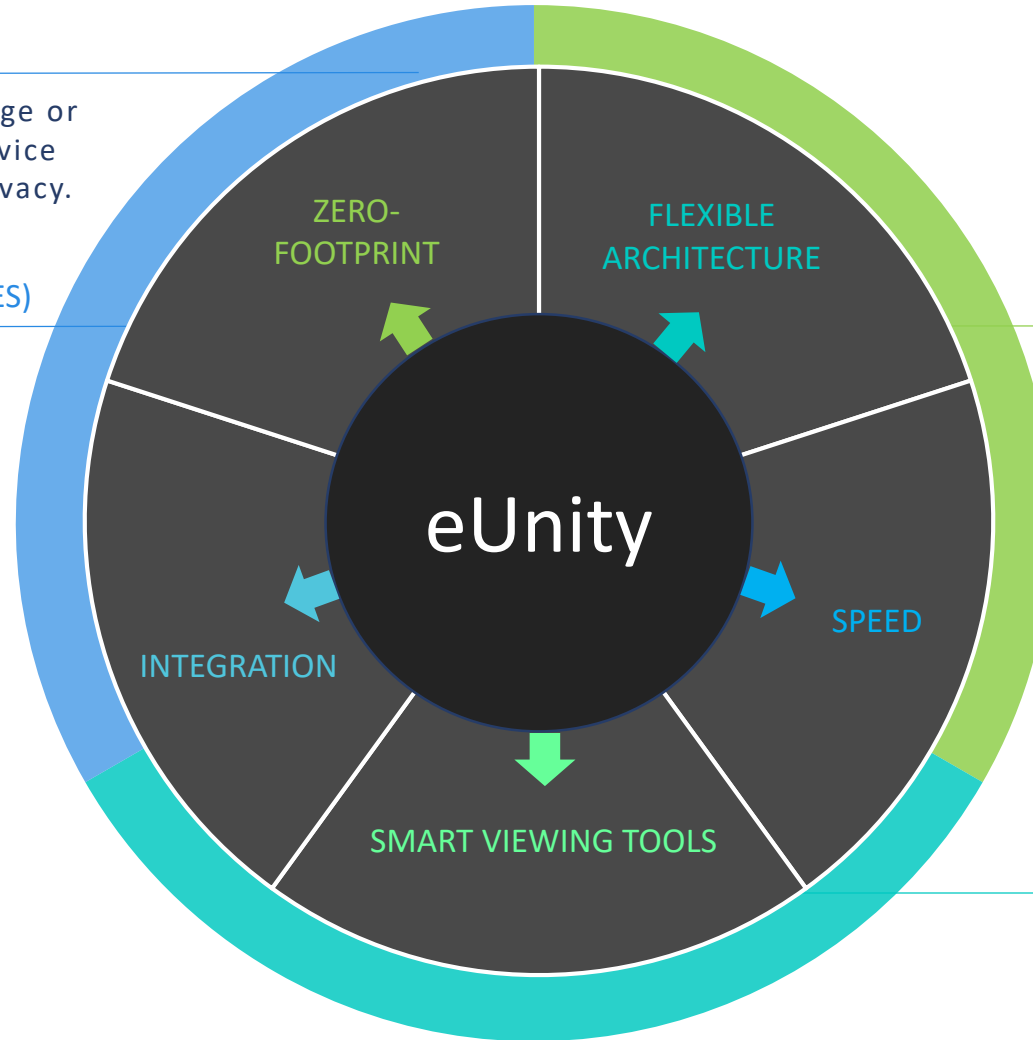 ge or
vice
vacy.
ES)
ZERO-
FOOTPRINT
FLEXIBLE
ARCHITECTURE
eUnity
INTEGRATION
SPEED
SMART VIEWING TOOLS